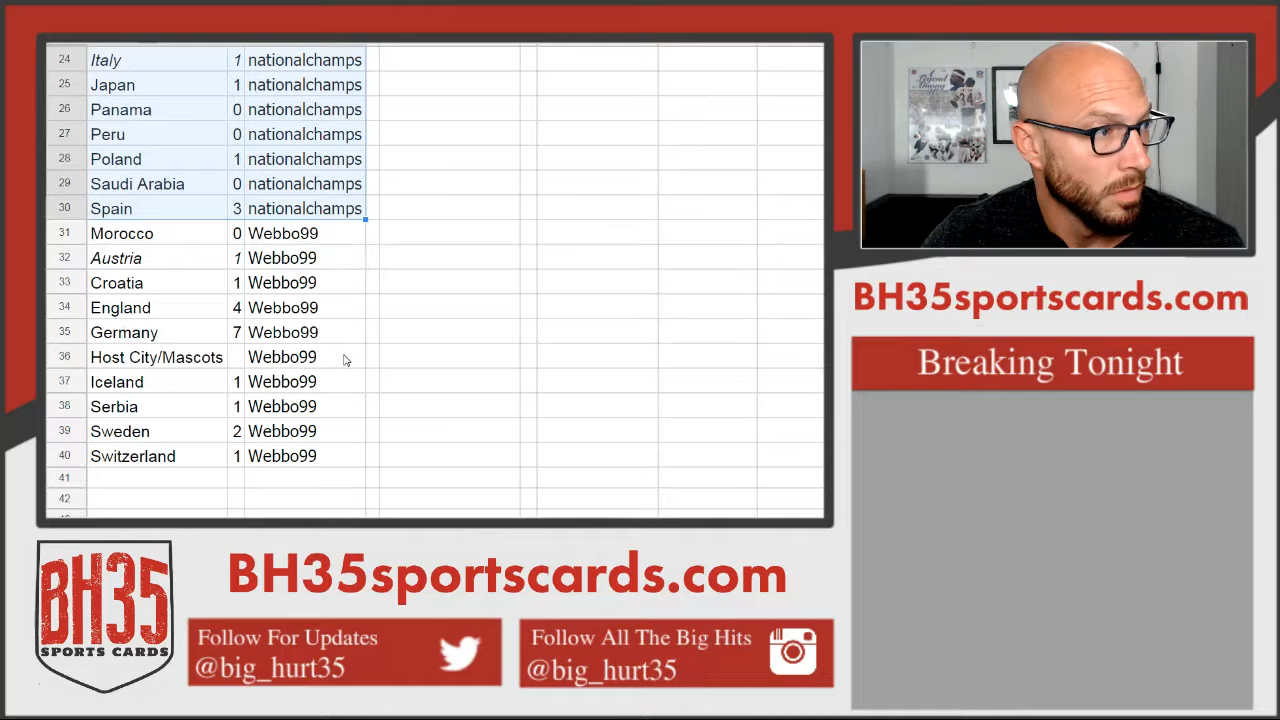 24 Italy 1 nationalchamps
25 Japan 1 nationalchamps
26 Panama 0 nationalchamps
27 Peru 0 nationalchamps
28 Poland 1 nationalchamps
29 Saudi Arabia 0 nationalchamps
30 Spain 3 nationalchamps
31 Morocco 0 Webbo99
32 Austria 1 Webbo99
33 Croatia 1 Webbo99
34 England 4 Webbo99
35 Germany 7 Webbo99
36 Host City/Mascots Webbo99
37 Iceland 1 Webbo99
38 Serbia 1 Webbo99
39 Sweden 2 Webbo99
40 Switzerland 1 Webbo99
41
42
34
BH35sportscards.com
Breaking Tonight
BH35
SPORTS CARDS
BH35sportscards.com
Follow For Updates
@big_hurt35
Follow All The Big Hits
@big_hurt35